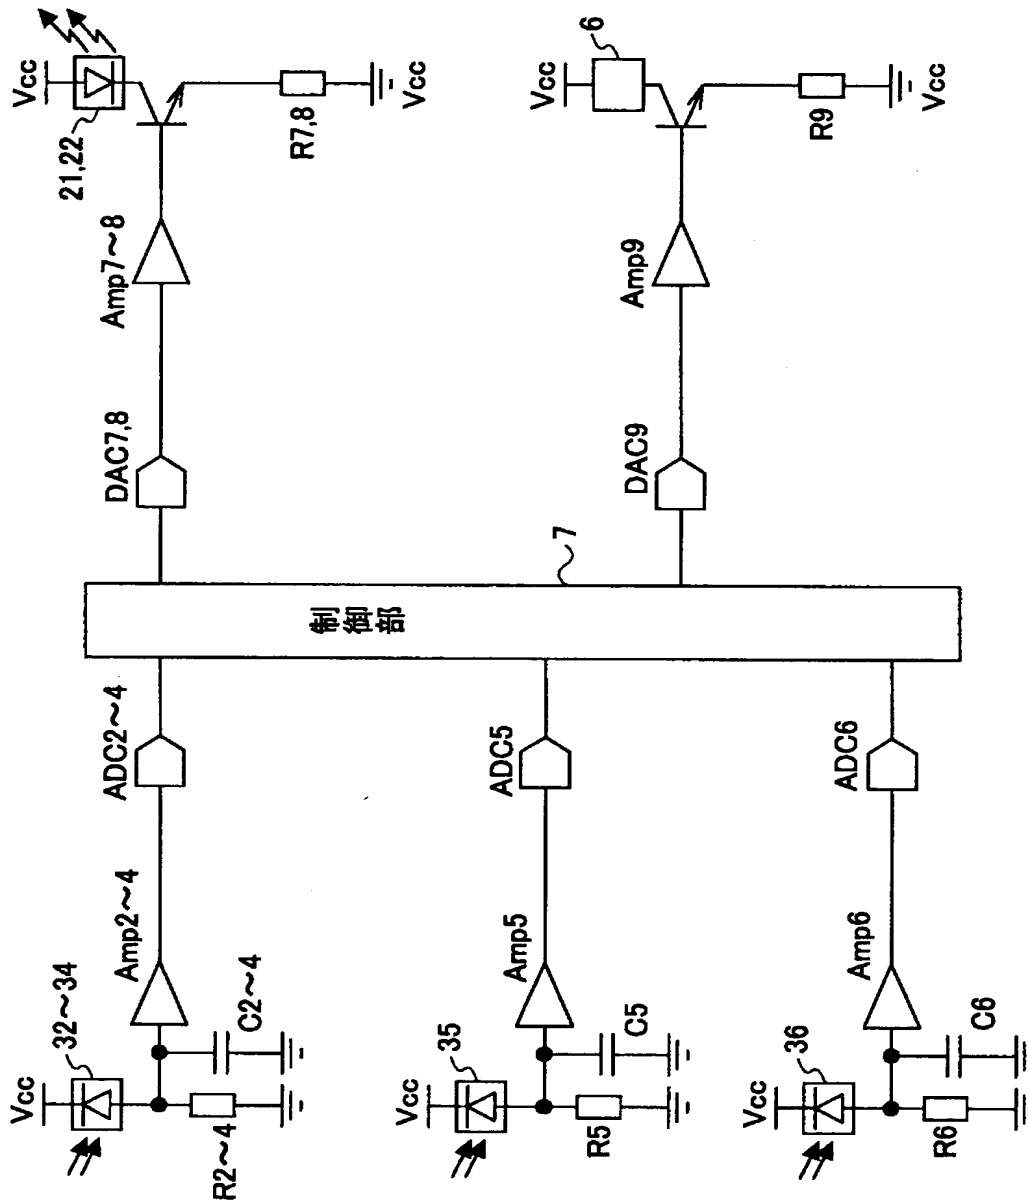 Vcc
21,22
R7,8
Vcc
Amp7～8
DAC7,8
Vcc
6
R9
Vcc
Amp9
DAC9
7
制御部
ADC2～4
Amp2～4
Vcc
32～34
C2～4
R2～4
ADC5
Amp5
Vcc
35
C5
R5
ADC6
Amp6
Vcc
36
C6
R6